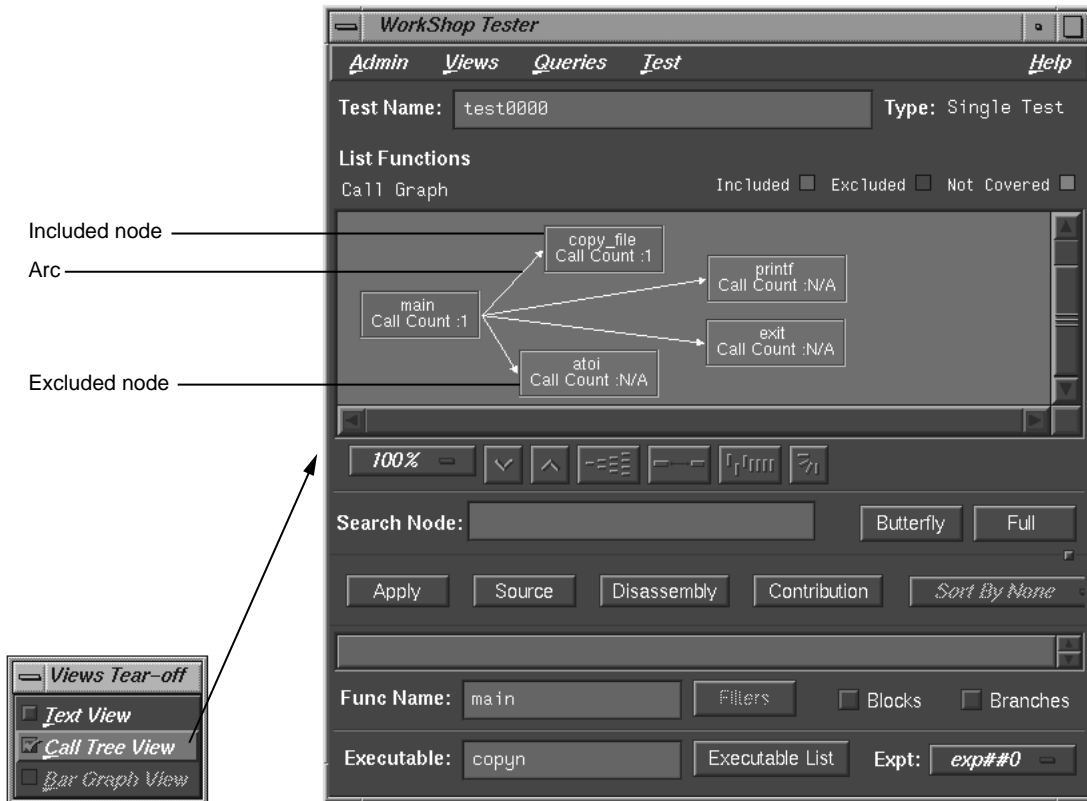 WorkShop Tester
Admin Views Queries Test Help
Test Name: test0000 Type: Single Test
List Functions
Call Graph Included Excluded Not Covered
Included node
copy_file
Call Count :1
Arc
printf
Call Count :N/A
main
Call Count :1
exit
Call Count :N/A
atoi
Call Count :N/A
Excluded node
100%
Search Node: Butterfly Full
Apply Source Disassembly Contribution Sort By None
Views Tear-off
Text View
Call Tree View
Bar Graph View
Func Name: main Filters Blocks Branches
Executable: copyn Executable List Expt: exp##0